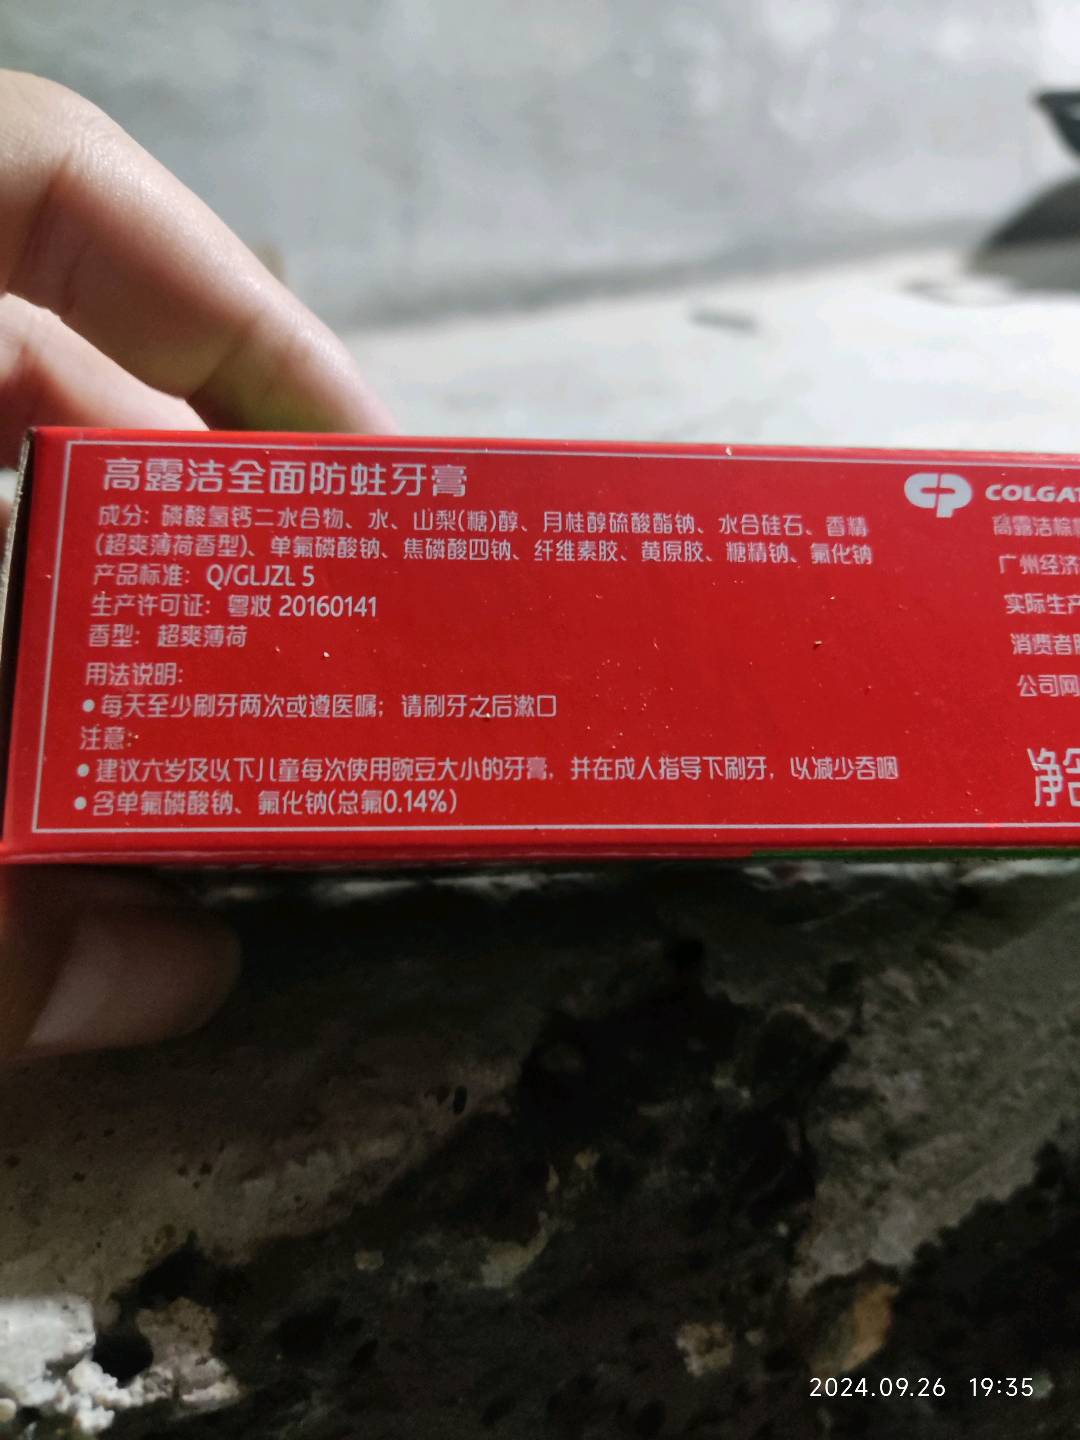 高露洁全面防蛀牙膏
成分：磷酸氢钙二水合物、水、山梨(糖)醇、月桂醇硫酸酯钠、水合硅石、香精
(超爽薄荷香型)、单氟磷酸钠、焦磷酸四钠、纤维素胶、黄原胶、糖精钠、氟化钠
产品标准：Q/GLJZL 5
生产许可证：粤妆 20160141
香型：超爽薄荷
用法说明：
●每天至少刷牙两次或遵医嘱；请刷牙之后漱口
注意：
●建议六岁及以下儿童每次使用豌豆大小的牙膏，并在成人指导下刷牙，以减少吞咽
●含单氟磷酸钠、氟化钠(总氟0.14%)
CP COLGAT
高露洁棕
广州经济
实际生产
消费者服
公司网
净含
2024.09.26 19:35